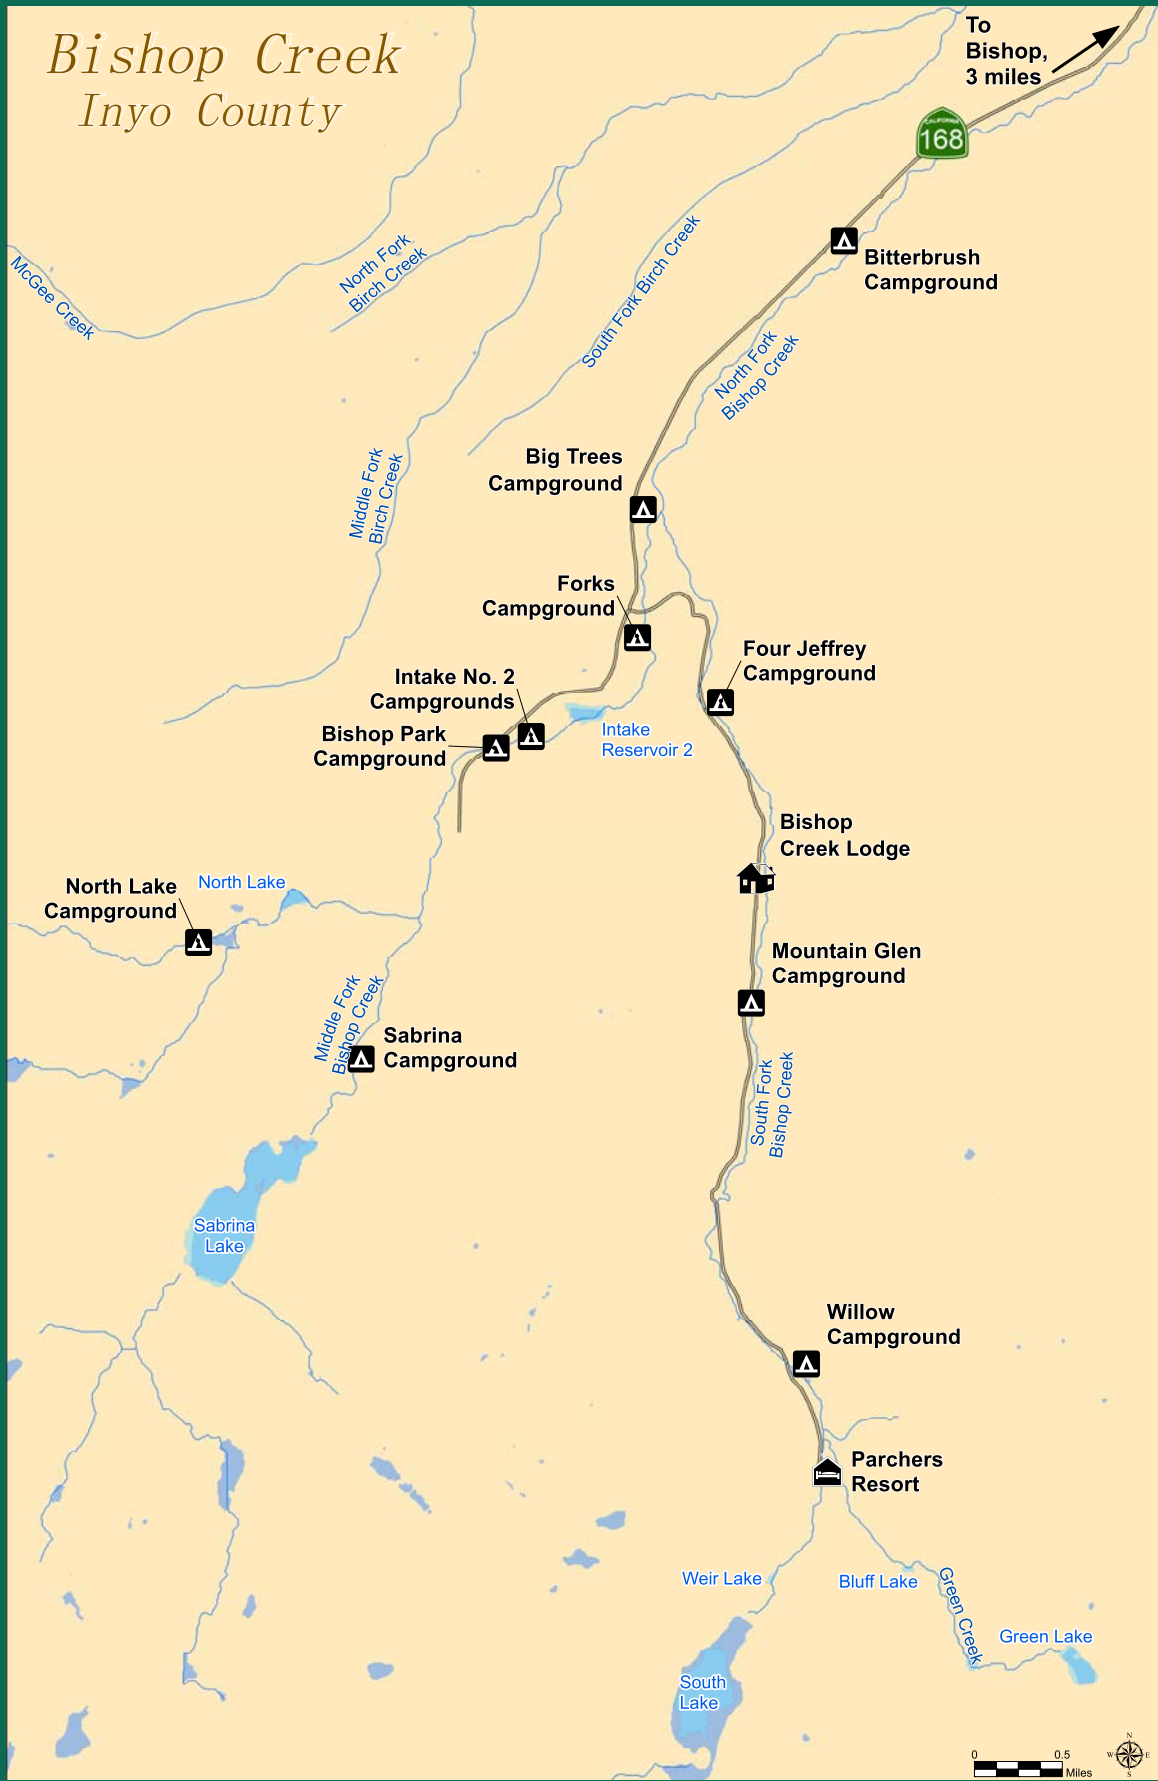 Bishop Creek
Inyo County
To
Bishop,
3 miles
CALIFORNIA
168
McGee Creek
North Fork
Birch Creek
South Fork Birch Creek
Bitterbrush
Campground
North Fork
Bishop Creek
Big Trees
Campground
Middle Fork
Birch Creek
Forks
Campground
Four Jeffrey
Campground
Intake No. 2
Campgrounds
Bishop Park
Campground
Intake
Reservoir 2
Bishop
Creek Lodge
North Lake
North Lake
Campground
Mountain Glen
Campground
Middle Fork
Bishop Creek
Sabrina
Campground
South Fork
Bishop Creek
Sabrina
Lake
Willow
Campground
Parchers
Resort
Weir Lake
Bluff Lake
Green Creek
Green Lake
South
Lake
0 0.5
Miles
N
W E
S